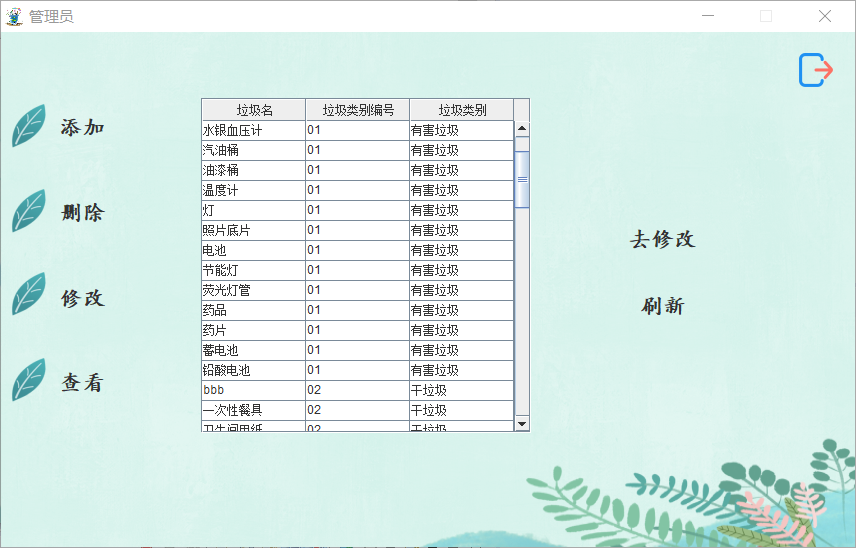 管理员
添加
删除
修改
查看
垃圾名 垃圾类别编号 垃圾类别
水银血压计 01 有害垃圾
汽油桶 01 有害垃圾
油漆桶 01 有害垃圾
温度计 01 有害垃圾
灯 01 有害垃圾
照片底片 01 有害垃圾
电池 01 有害垃圾
节能灯 01 有害垃圾
荧光灯管 01 有害垃圾
药品 01 有害垃圾
药片 01 有害垃圾
蓄电池 01 有害垃圾
铅酸电池 01 有害垃圾
bbb 02 干垃圾
一次性餐具 02 干垃圾
卫生间用纸 02 干垃圾
去修改
刷新